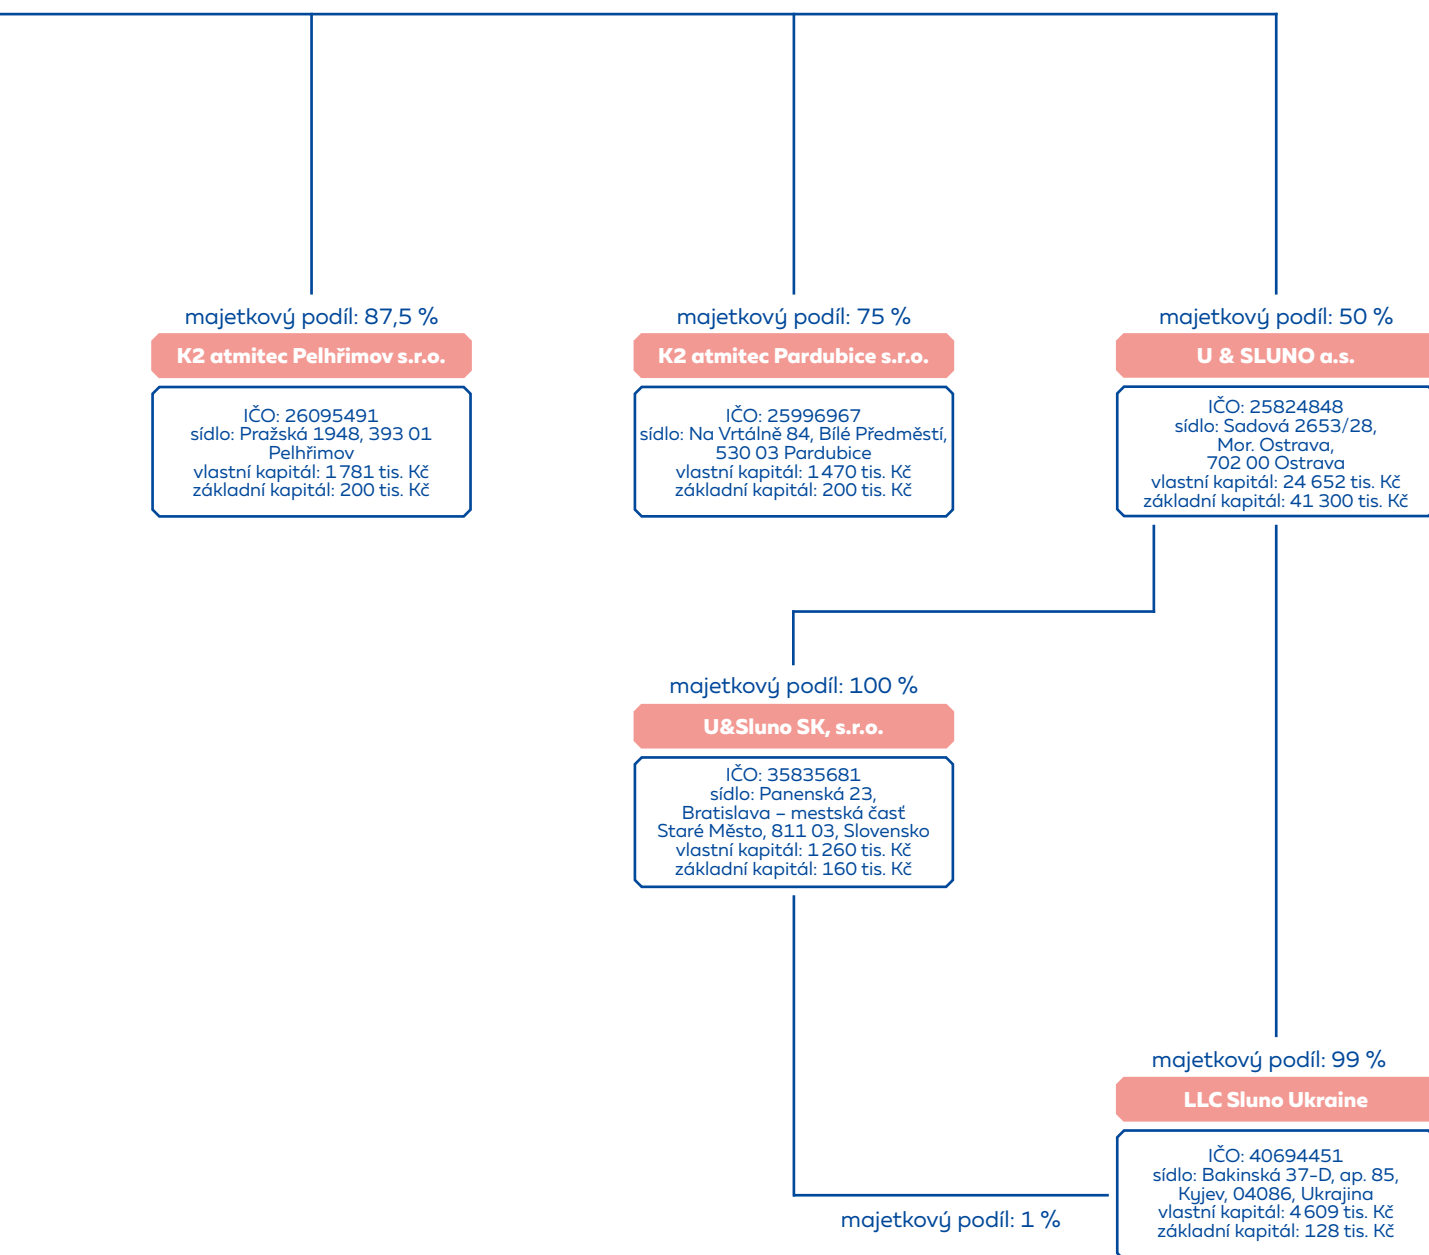 majetkový podíl: 87,5 %
K2 atmitec Pelhřimov s.r.o.
IČO: 26095491
sídlo: Pražská 1948, 393 01
Pelhřimov
vlastní kapitál: 1 781 tis. Kč
základní kapitál: 200 tis. Kč
majetkový podíl: 75 %
K2 atmitec Pardubice s.r.o.
IČO: 25996967
sídlo: Na Vrtálně 84, Bílé Předměstí,
530 03 Pardubice
vlastní kapitál: 1 470 tis. Kč
základní kapitál: 200 tis. Kč
majetkový podíl: 50 %
U & SLUNO a.s.
IČO: 25824848
sídlo: Sadová 2653/28,
Mor. Ostrava,
702 00 Ostrava
vlastní kapitál: 24 652 tis. Kč
základní kapitál: 41 300 tis. Kč
majetkový podíl: 100 %
U&Sluno SK, s.r.o.
IČO: 35835681
sídlo: Panenská 23,
Bratislava – mestská časť
Staré Město, 811 03, Slovensko
vlastní kapitál: 1 260 tis. Kč
základní kapitál: 160 tis. Kč
majetkový podíl: 99 %
LLC Sluno Ukraine
IČO: 40694451
sídlo: Bakinská 37-D, ap. 85,
Kyjev, 04086, Ukrajina
vlastní kapitál: 4 609 tis. Kč
základní kapitál: 128 tis. Kč
majetkový podíl: 1 %